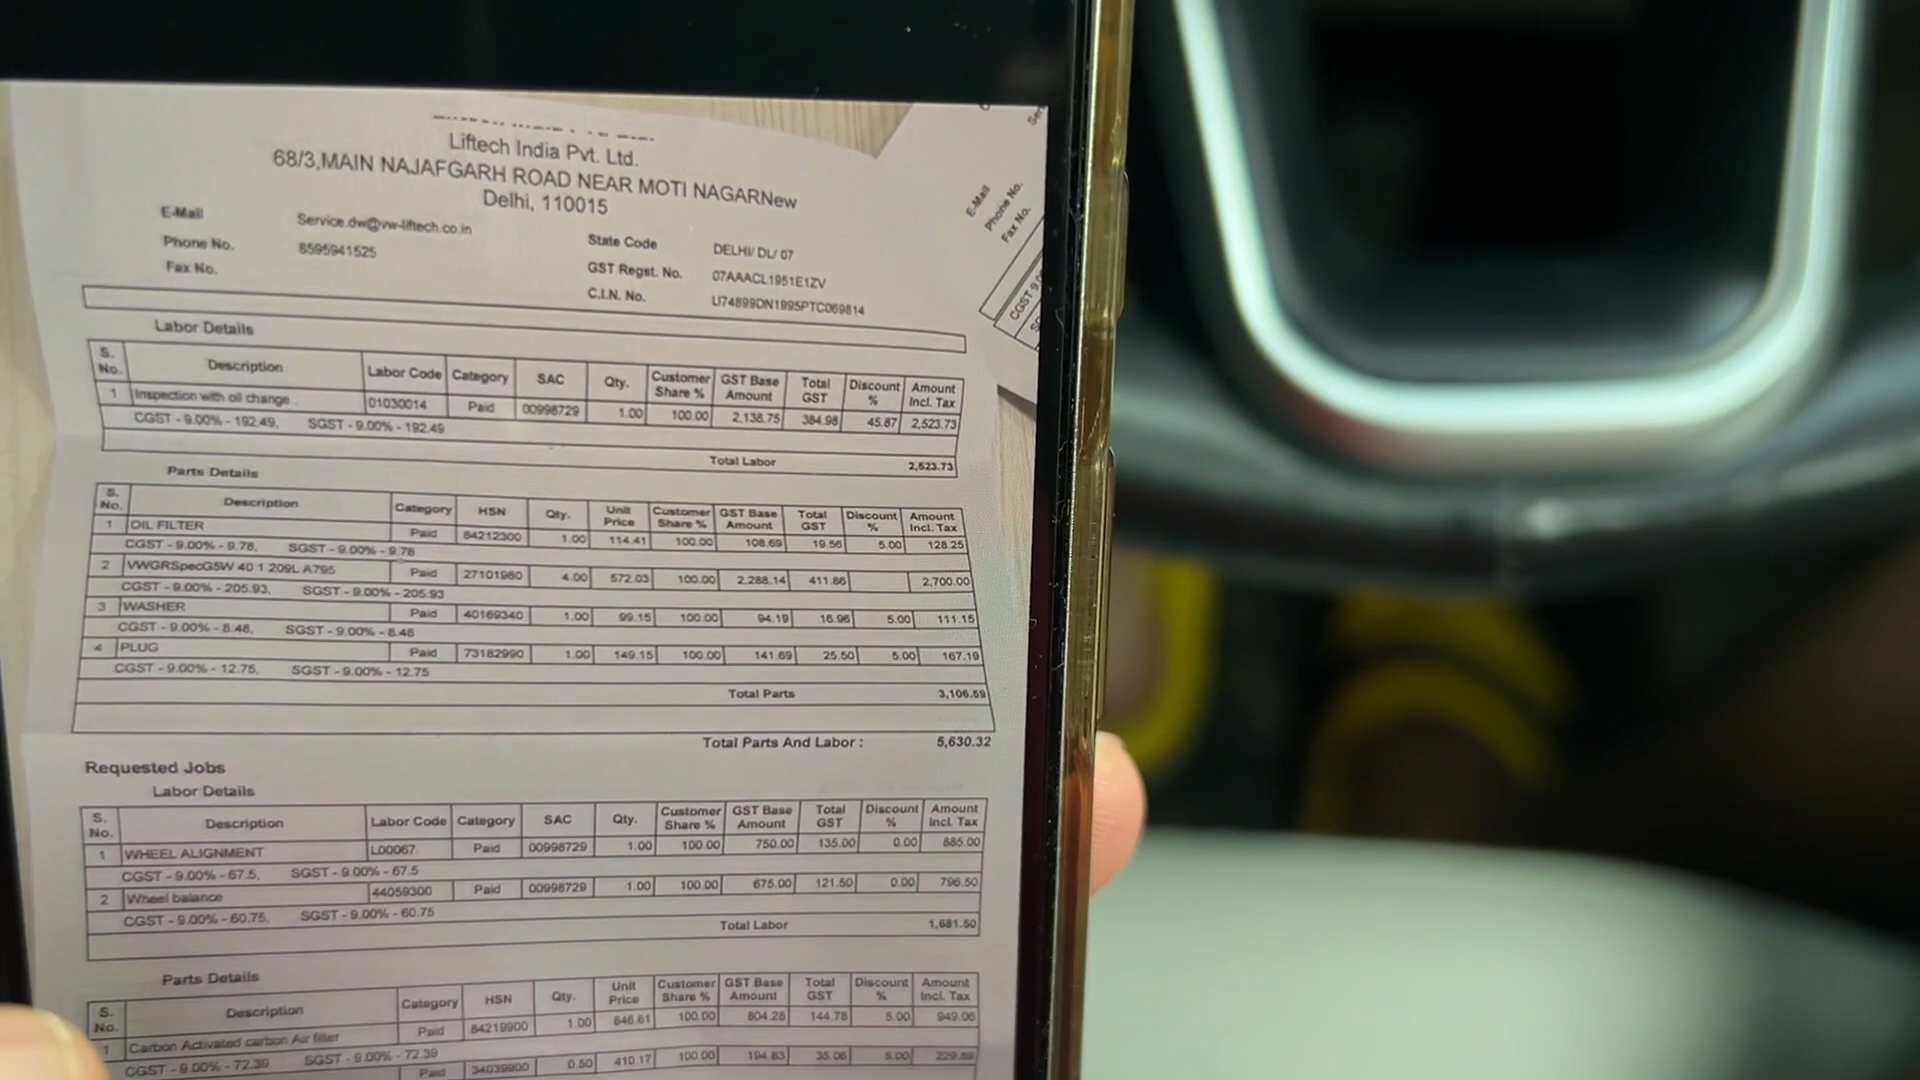 Liftech India Pvt. Ltd.
68/3,MAIN NAJAFGARH ROAD NEAR MOTI NAGARNew
Delhi, 110015
E-Mail Service.dw@vw-liftech.co.in
Phone No. 8595941525
Fax No.
State Code DELHI/ DL/ 07
GST Regst. No. 07AAACL1951E1ZV
C.I.N. No. U74899DN1995PTC069814
E-Mail
Phone No.
Fax No.
Labor Details
S. No. Description Labor Code Category SAC Qty. Customer Share % GST Base Amount Total GST Discount % Amount Incl. Tax
1 Inspection with oil change 01030014 Paid 00998729 1.00 100.00 2,138.75 384.98 45.87 2,523.73
CGST - 9.00% - 192.49, SGST - 9.00% - 192.49
Total Labor 2,523.73
Parts Details
S. No. Description Category HSN Qty. Unit Price Customer Share % GST Base Amount Total GST Discount % Amount Incl. Tax
1 OIL FILTER Paid 84212300 1.00 114.41 100.00 108.69 19.56 5.00 128.25
CGST - 9.00% - 9.78, SGST - 9.00% - 9.78
2 VWGRSpecG5W 40 1 209L A795 Paid 27101980 4.00 572.03 100.00 2,288.14 411.86 2,700.00
CGST - 9.00% - 205.93, SGST - 9.00% - 205.93
3 WASHER Paid 40169340 1.00 99.15 100.00 94.19 16.96 5.00 111.15
CGST - 9.00% - 8.48, SGST - 9.00% - 8.48
4 PLUG Paid 73182990 1.00 149.15 100.00 141.69 25.50 5.00 167.19
CGST - 9.00% - 12.75, SGST - 9.00% - 12.75
Total Parts 3,106.59
Total Parts And Labor : 5,630.32
Requested Jobs
Labor Details
S. No. Description Labor Code Category SAC Qty. Customer Share % GST Base Amount Total GST Discount % Amount Incl. Tax
1 WHEEL ALIGNMENT L00067 Paid 00998729 1.00 100.00 750.00 135.00 0.00 885.00
CGST - 9.00% - 67.5, SGST - 9.00% - 67.5
2 Wheel balance 44059300 Paid 00998729 1.00 100.00 675.00 121.50 0.00 796.50
CGST - 9.00% - 60.75, SGST - 9.00% - 60.75
Total Labor 1,681.50
Parts Details
S. No. Description Category HSN Qty. Unit Price Customer Share % GST Base Amount Total GST Discount % Amount Incl. Tax
1 Carbon Activated carbon Air filter Paid 84219900 1.00 846.61 100.00 804.28 144.78 5.00 949.06
CGST - 9.00% - 72.39, SGST - 9.00% - 72.39
Paid 34039900 0.50 410.17 100.00 194.83 35.06 5.00 229.89